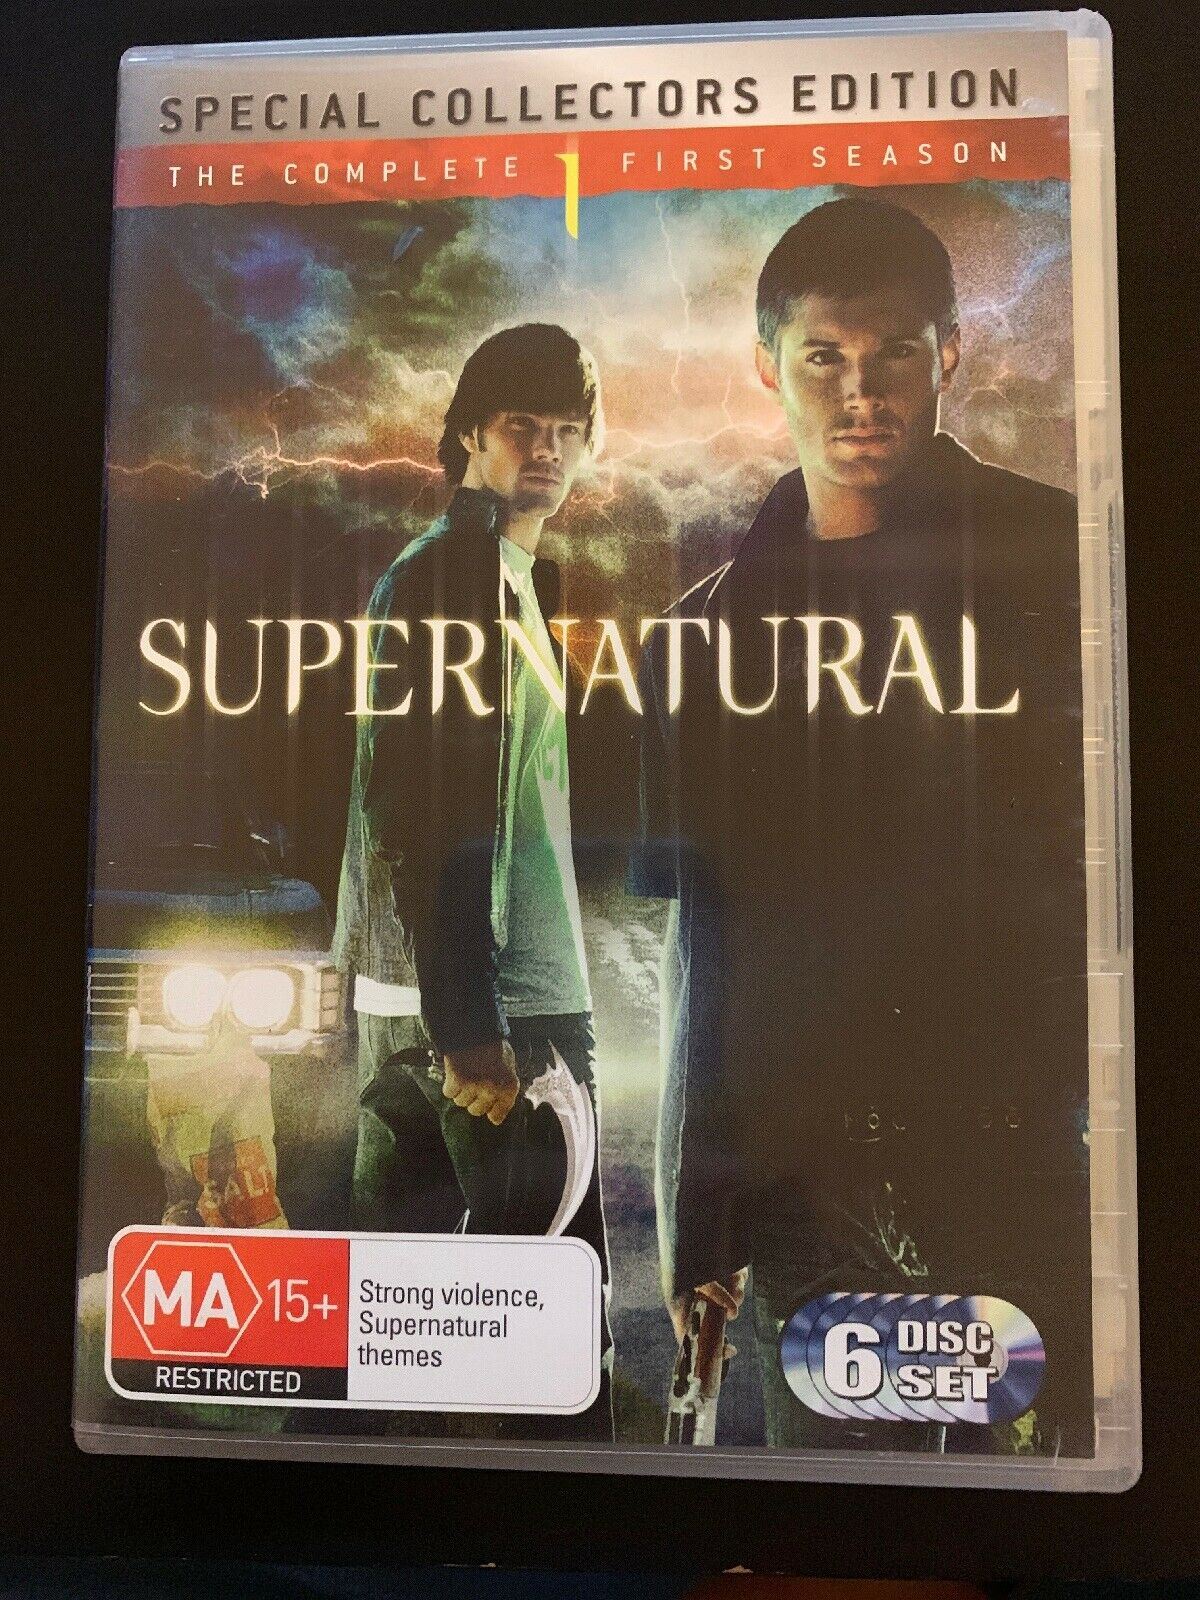 SPECIAL COLLECTORS EDITION
THE COMPLETE 1 FIRST SEASON
SUPERNATURAL
SALT
MA 15+
RESTRICTED
Strong violence,
Supernatural
themes
6 DISC
SET